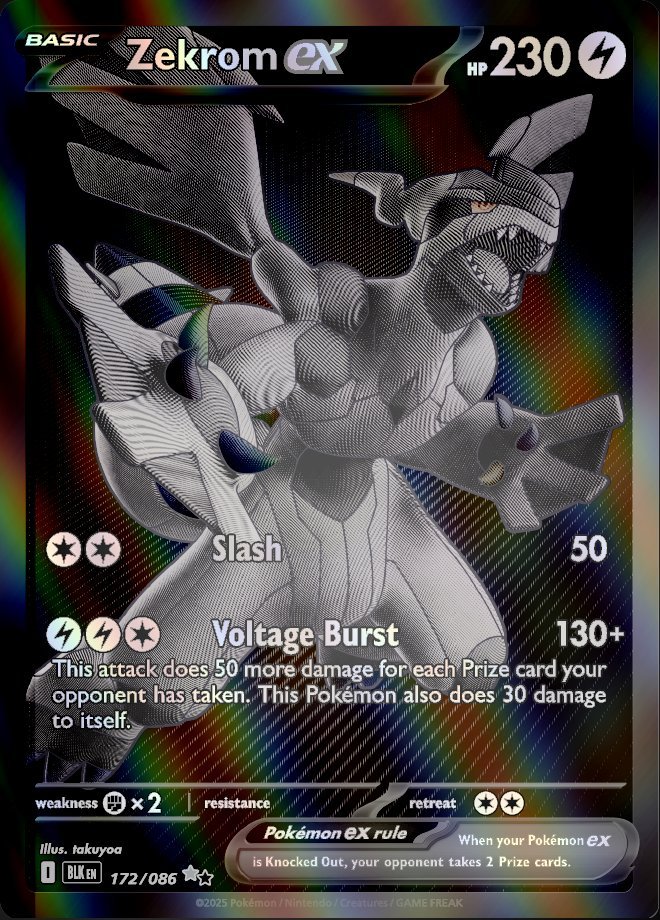 BASIC
Zekrom ex HP 230
Slash 50
Voltage Burst 130+
This attack does 50 more damage for each Prize card your
opponent has taken. This Pokémon also does 30 damage
to itself.
weakness ×2 resistance retreat
Pokémon ex rule
When your Pokémon ex
is Knocked Out, your opponent takes 2 Prize cards.
Illus. takuyoa
I BLK EN 172/086
©2025 Pokémon / Nintendo / Creatures / GAME FREAK